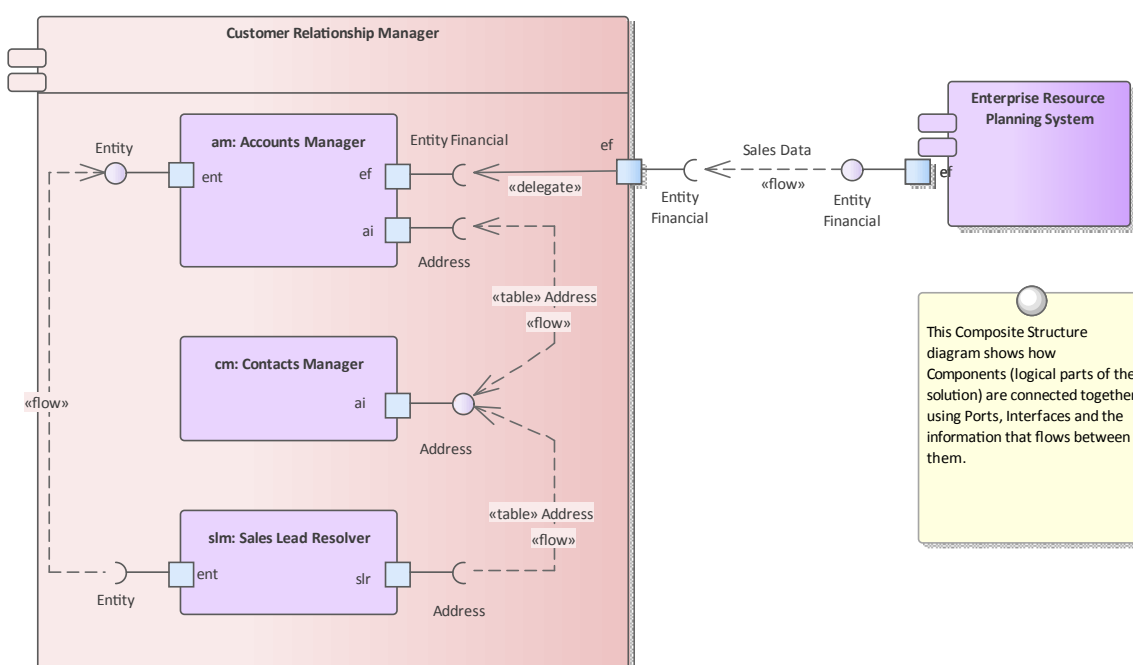 Customer Relationship Manager
Enterprise Resource
Planning System
am: Accounts Manager
Entity Financial
Entity
ent
ef
ef
«delegate»
Sales Data
«flow»
ef
Entity
Financial
Entity
Financial
ai
Address
«table» Address
«flow»
This Composite Structure
diagram shows how
Components (logical parts of the
solution) are connected together
using Ports, Interfaces and the
information that flows between
them.
cm: Contacts Manager
ai
«flow»
Address
«table» Address
«flow»
slm: Sales Lead Resolver
ent
slr
Entity
Address